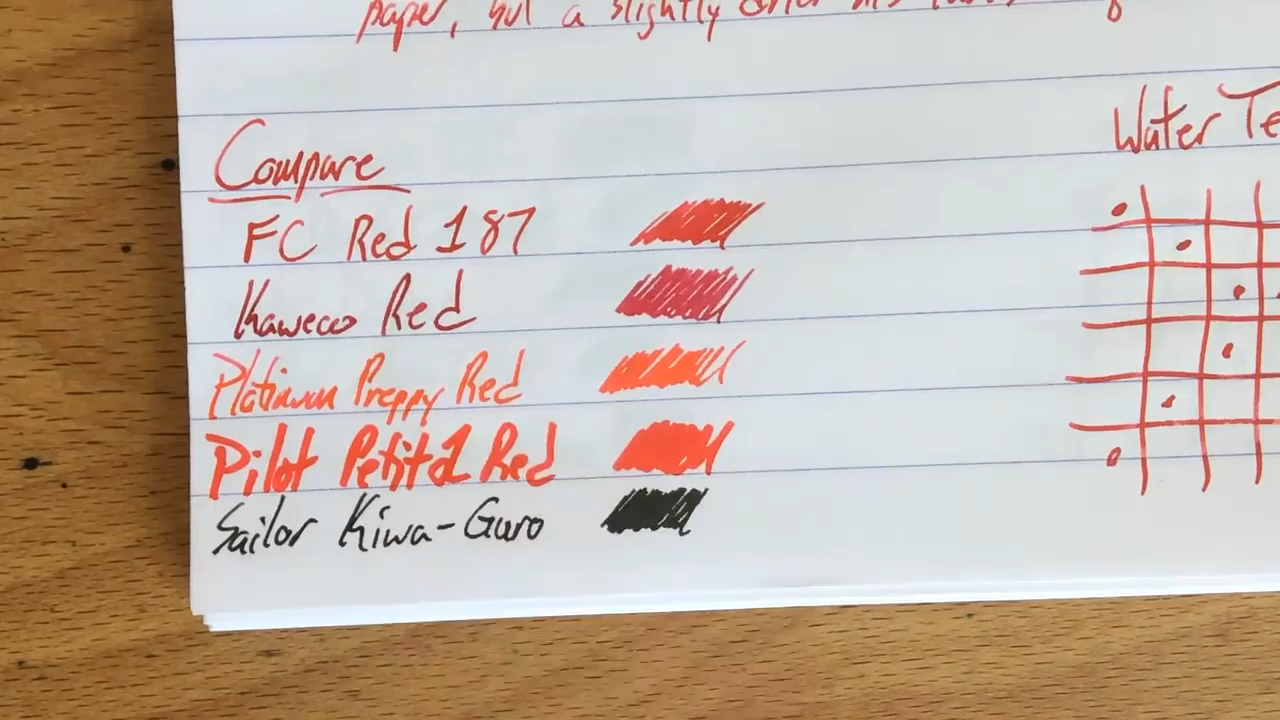 paper, but a slightly
Compare
Water Te
FC Red 187
Kaweco Red
Platinum Preppy Red
Pilot Petit1 Red
Sailor Kiwa-Guro